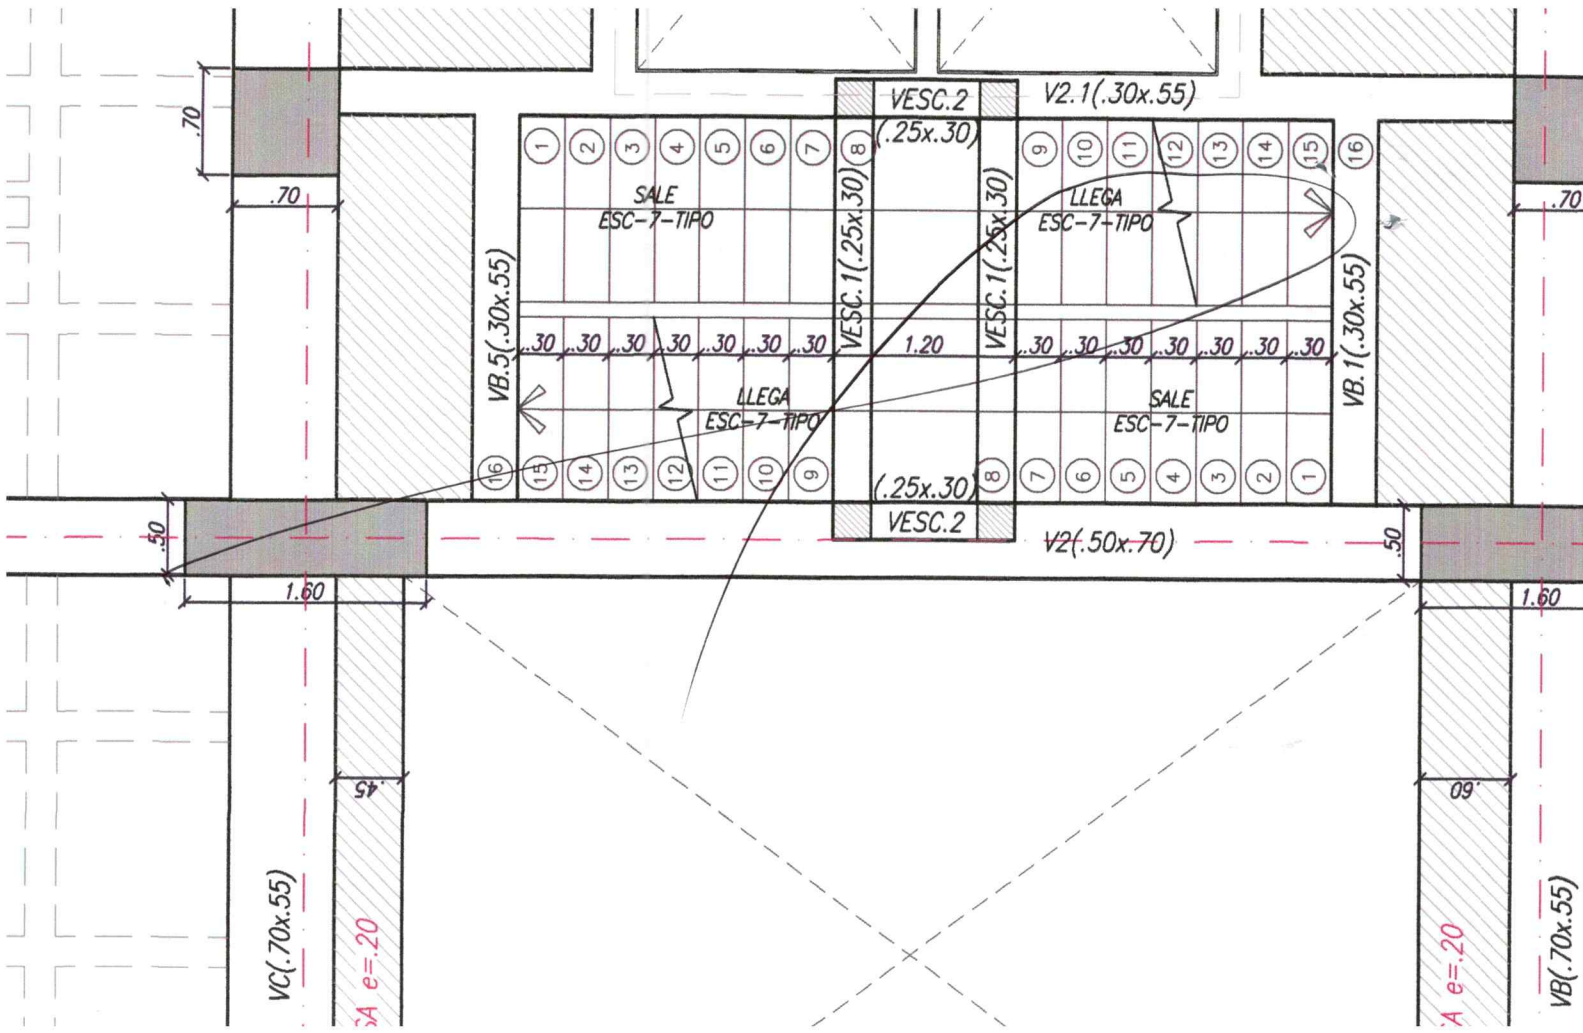 .70
.70
VESC.2
(.25x.30)
V2.1(.30x.55)
.70
1 2 3 4 5 6 7 8
9 10 11 12 13 14 15 16
SALE
ESC-7-TIPO
LLEGA
ESC-7-TIPO
VB.5(.30x.55)
VESC.1(.25x.30)
VESC.1(.25x.30)
VB.1(.30x.55)
.30 .30 .30 .30 .30 .30 .30 1.20 .30 .30 .30 .30 .30 .30 .30
LLEGA
ESC-7-TIPO
SALE
ESC-7-TIPO
16 15 14 13 12 11 10 9
8 7 6 5 4 3 2 1
(.25x.30)
VESC.2
V2(.50x.70)
.50
.50
1.60
1.60
.45
.60
VC(.70x.55)
SA e=.20
A e=.20
VB(.70x.55)